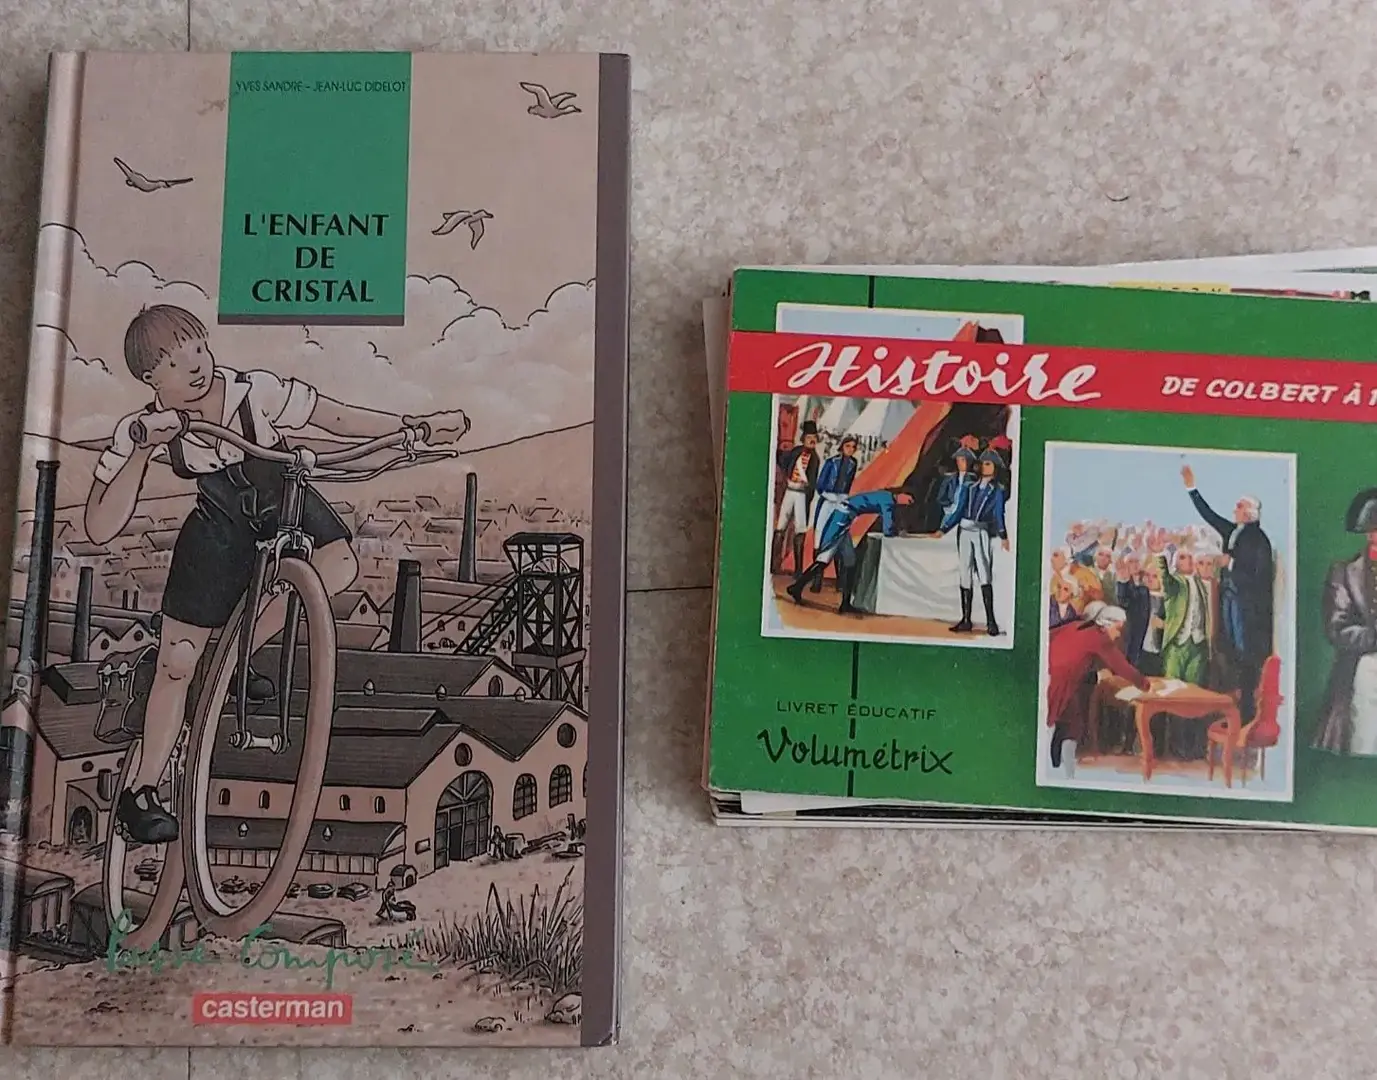 YVES SANDRE – JEAN-LUC DIDELOT
L'ENFANT
DE
CRISTAL
Passé Composé
casterman
Histoire
DE COLBERT À
LIVRET ÉDUCATIF
Volumétrix